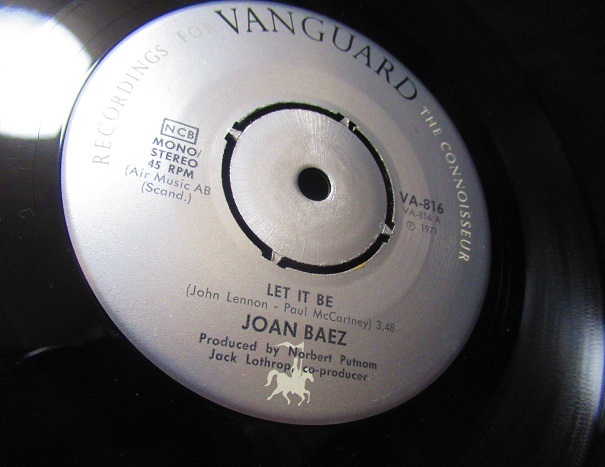 RECORDINGS FOR VANGUARD THE CONNOISSEUR
NCB
MONO/
STEREO
45 RPM
(Air Music AB
(Scand.)
VA-816
VA-816 A
℗ 1971
LET IT BE
(John Lennon - Paul McCartney) 3,48
JOAN BAEZ
Produced by Norbert Putnam
Jack Lothrop, co-producer